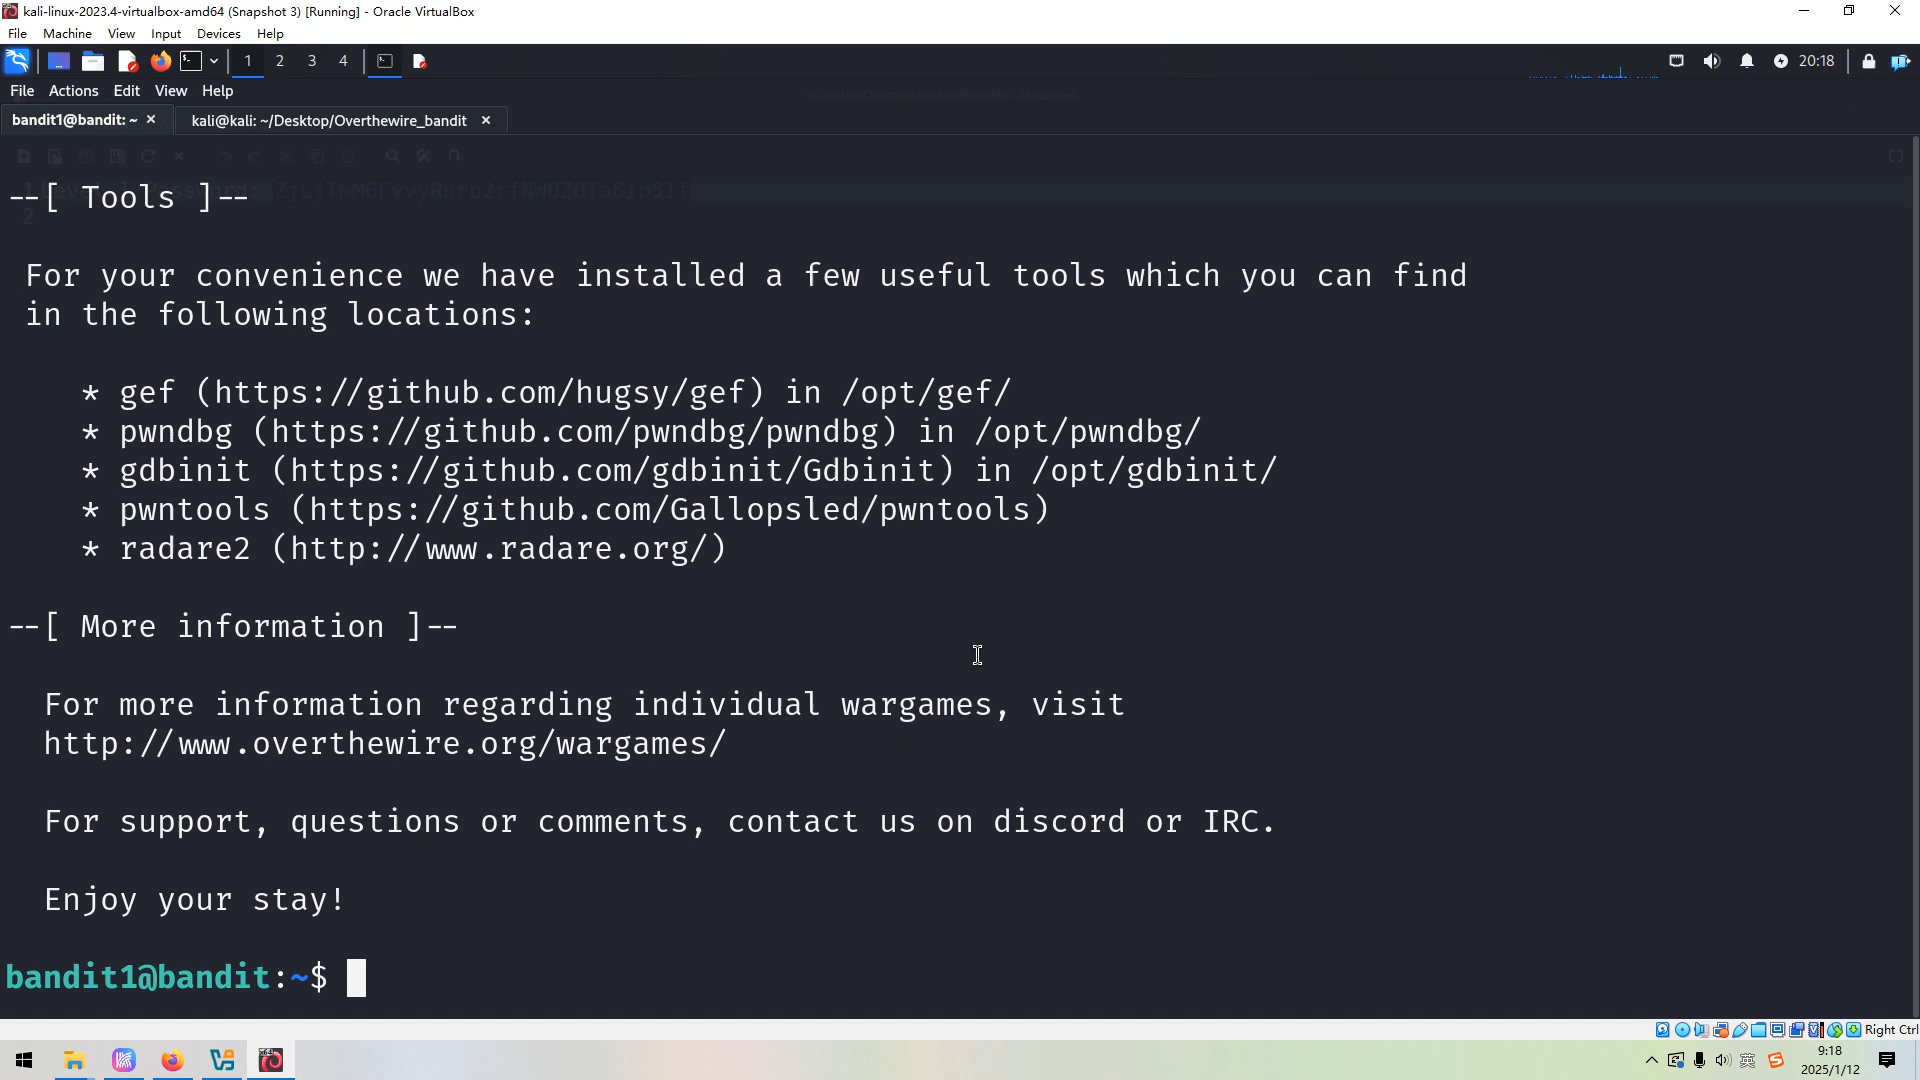 kali-linux-2023.4-virtualbox-amd64 (Snapshot 3) [Running] - Oracle VirtualBox
File Machine View Input Devices Help
1 2 3 4 20:18
File Actions Edit View Help
bandit1@bandit: ~ kali@kali: ~/Desktop/Overthewire_bandit
--[ Tools ]--
For your convenience we have installed a few useful tools which you can find
in the following locations:
* gef (https://github.com/hugsy/gef) in /opt/gef/
* pwndbg (https://github.com/pwndbg/pwndbg) in /opt/pwndbg/
* gdbinit (https://github.com/gdbinit/Gdbinit) in /opt/gdbinit/
* pwntools (https://github.com/Gallopsled/pwntools)
* radare2 (http://www.radare.org/)
--[ More information ]--
For more information regarding individual wargames, visit
http://www.overthewire.org/wargames/
For support, questions or comments, contact us on discord or IRC.
Enjoy your stay!
bandit1@bandit:~$
Right Ctrl
英
9:18
2025/1/12